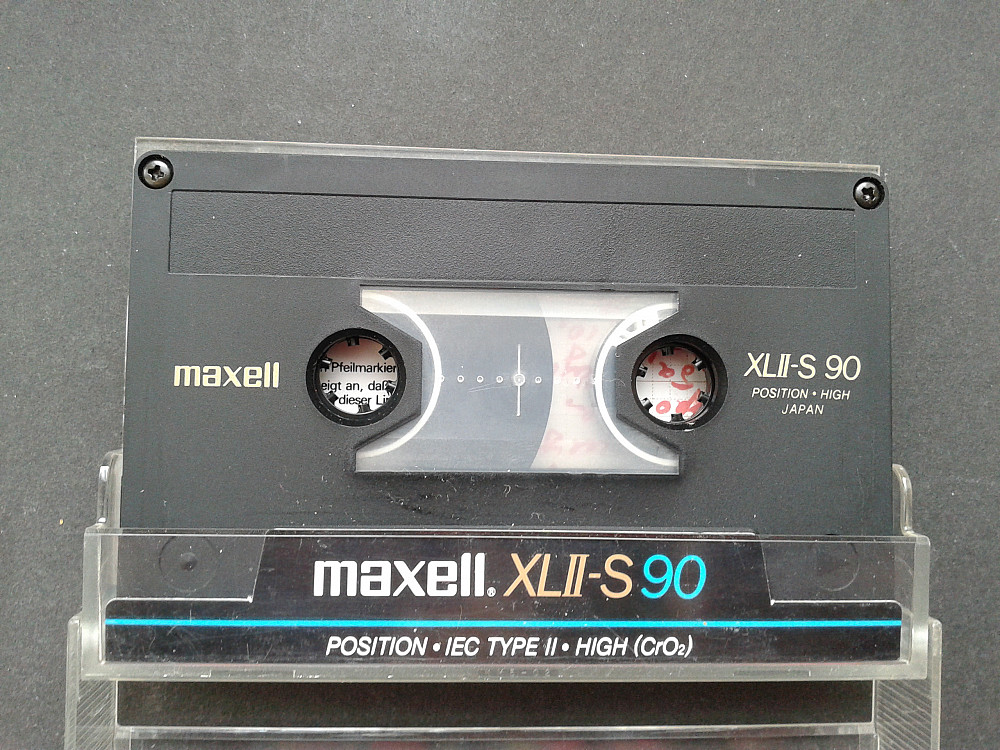 maxell
n Pfeilmarkier
eigt an, daß
dieser Li
XLII-S 90
POSITION • HIGH
JAPAN
maxell® XLII-S 90
POSITION • IEC TYPE II • HIGH (CrO₂)